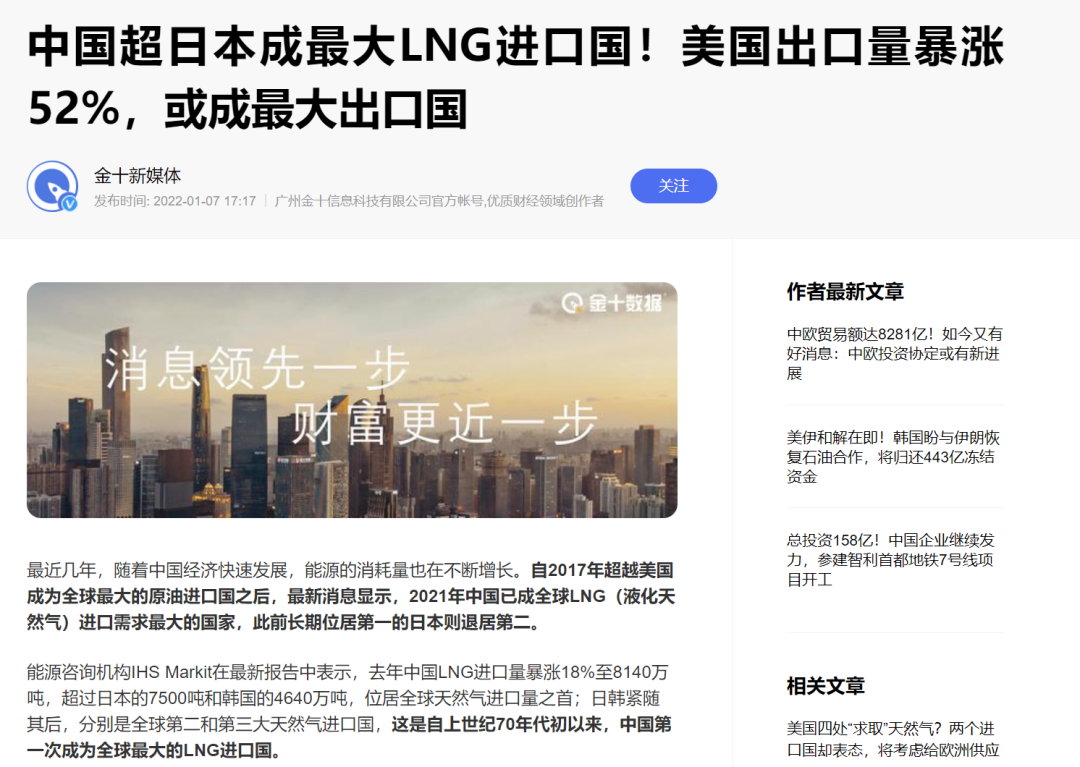 中国超日本成最大LNG进口国！美国出口量暴涨
52%，或成最大出口国
金十新媒体
发布时间: 2022-01-07 17:17
广州金十信息科技有限公司官方帐号,优质财经领域创作者
关注
金十数据
消息领先一步
财富更近一步
最近几年，随着中国经济快速发展，能源的消耗量也在不断增长。自2017年超越美国
成为全球最大的原油进口国之后，最新消息显示，2021年中国已成全球LNG（液化天
然气）进口需求最大的国家，此前长期位居第一的日本则退居第二。
能源咨询机构IHS Markit在最新报告中表示，去年中国LNG进口量暴涨18%至8140万
吨，超过日本的7500吨和韩国的4640万吨，位居全球天然气进口量之首；日韩紧随
其后，分别是全球第二和第三大天然气进口国，这是自上世纪70年代初以来，中国第
一次成为全球最大的LNG进口国。
作者最新文章
中欧贸易额达8281亿！如今又有
好消息：中欧投资协定或有新进
展
美伊和解在即！韩国盼与伊朗恢
复石油合作，将归还443亿冻结
资金
总投资158亿！中国企业继续发
力，参建智利首都地铁7号线项
目开工
相关文章
美国四处“求取”天然气？两个进
口国却表态，将考虑给欧洲供应